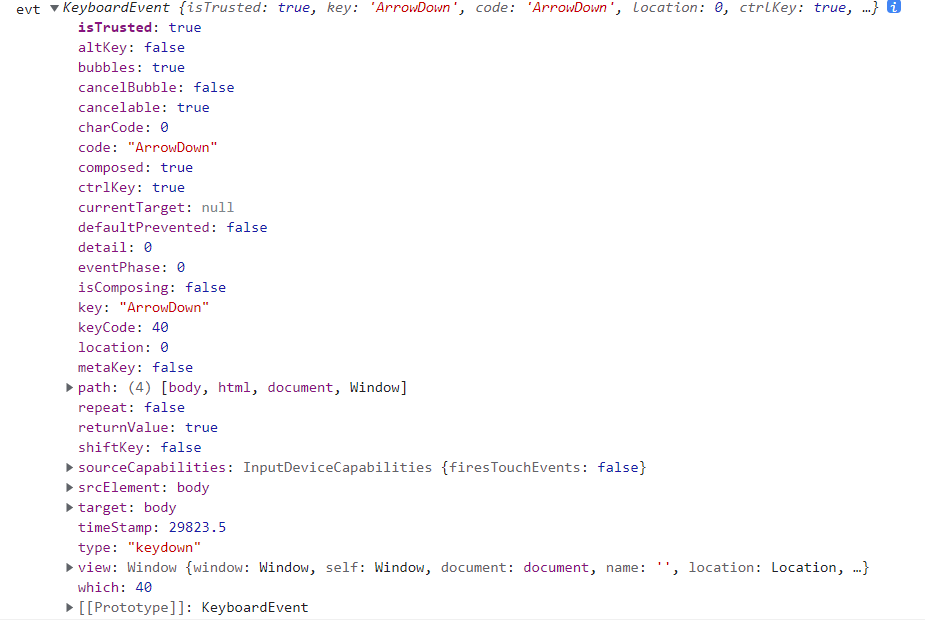 evt ▼KeyboardEvent {isTrusted: true, key: 'ArrowDown', code: 'ArrowDown', location: 0, ctrlKey: true, …} i
isTrusted: true
altKey: false
bubbles: true
cancelBubble: false
cancelable: true
charCode: 0
code: "ArrowDown"
composed: true
ctrlKey: true
currentTarget: null
defaultPrevented: false
detail: 0
eventPhase: 0
isComposing: false
key: "ArrowDown"
keyCode: 40
location: 0
metaKey: false
▶path: (4) [body, html, document, Window]
repeat: false
returnValue: true
shiftKey: false
▶sourceCapabilities: InputDeviceCapabilities {firesTouchEvents: false}
▶srcElement: body
▶target: body
timeStamp: 29823.5
type: "keydown"
▶view: Window {window: Window, self: Window, document: document, name: '', location: Location, …}
which: 40
▶[[Prototype]]: KeyboardEvent